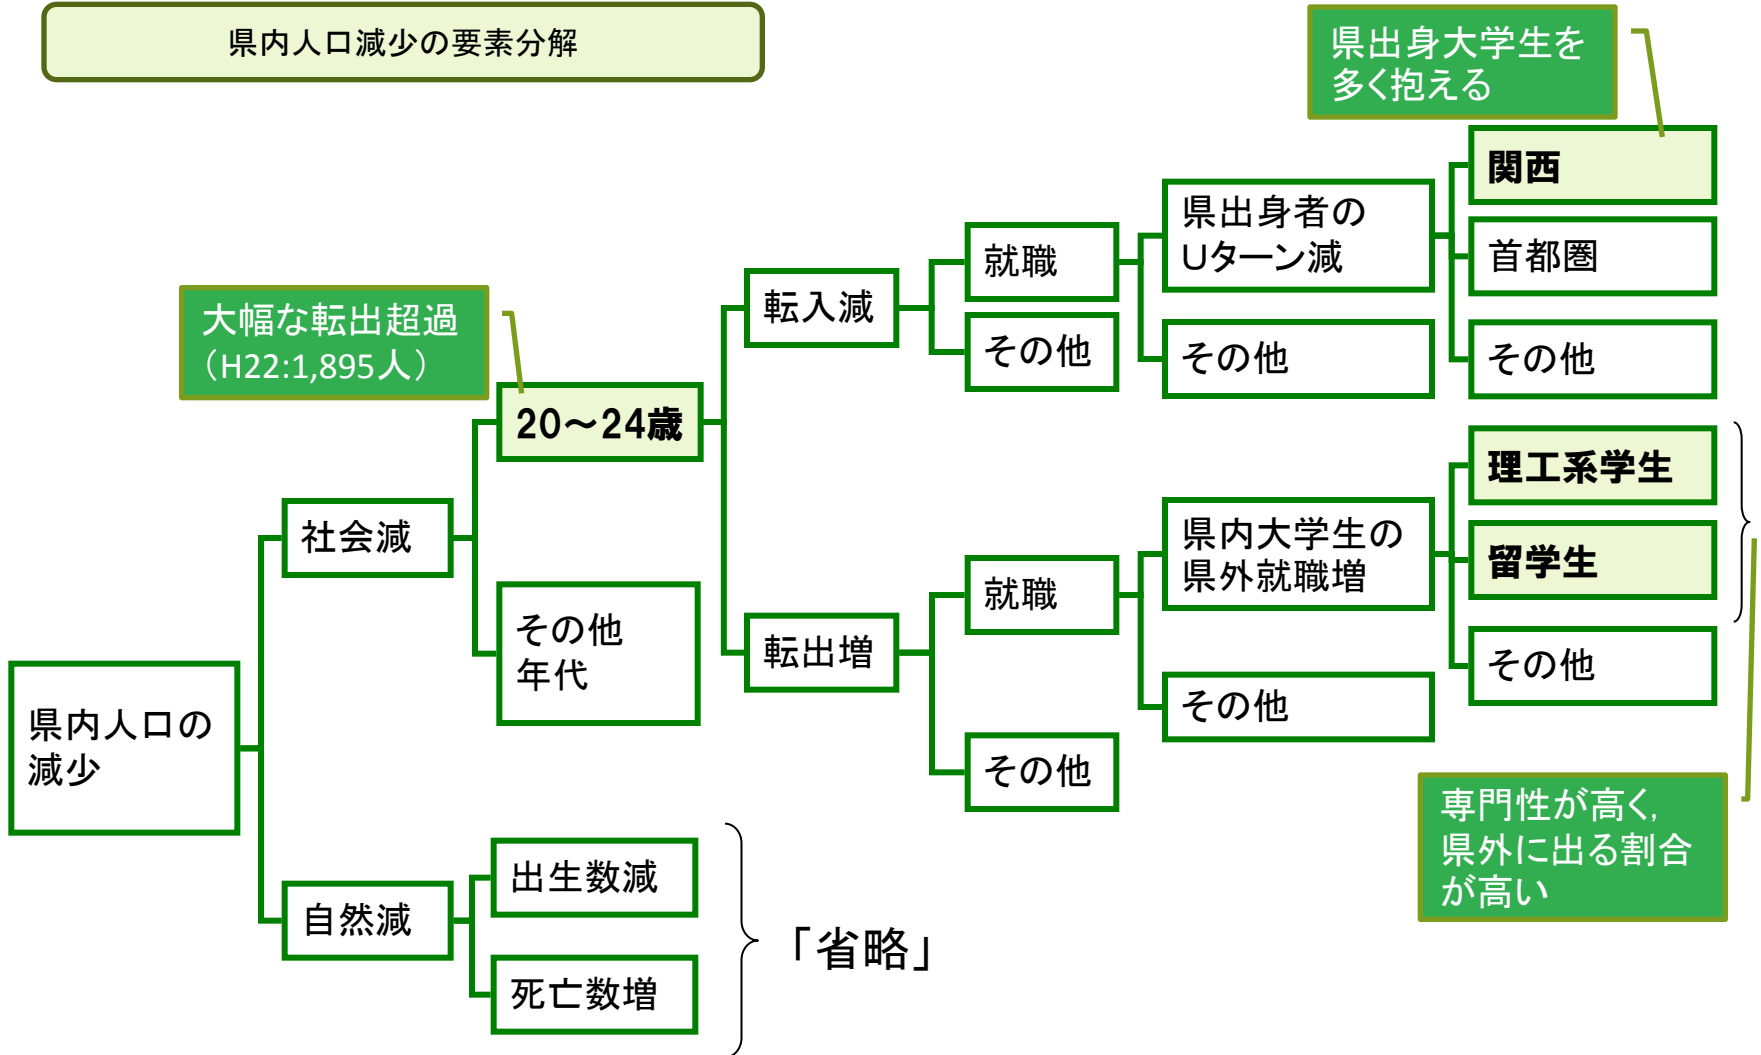 県内人口減少の要素分解
県出身大学生を
多く抱える
関西
県出身者の
Uターン減
就職
首都圏
転入減
大幅な転出超過
（H22:1,895人）
その他
その他
その他
20～24歳
理工系学生
社会減
県内大学生の
県外就職増
留学生
就職
その他
年代
転出増
その他
その他
県内人口の
減少
その他
専門性が高く,
県外に出る割合
が高い
出生数減
自然減
「省略」
死亡数増